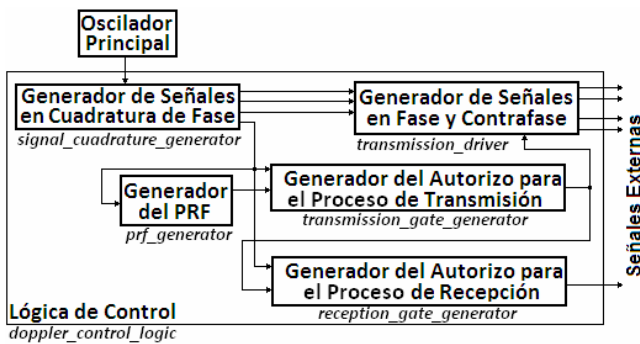 Oscilador
Principal
Generador de Señales
en Cuadratura de Fase
signal_cuadrature_generator
Generador de Señales
en Fase y Contrafase
transmission_driver
Generador
del PRF
prf_generator
Generador del Autorizo para
el Proceso de Transmisión
transmission_gate_generator
Generador del Autorizo para
el Proceso de Recepción
reception_gate_generator
Lógica de Control
doppler_control_logic
Señales Externas